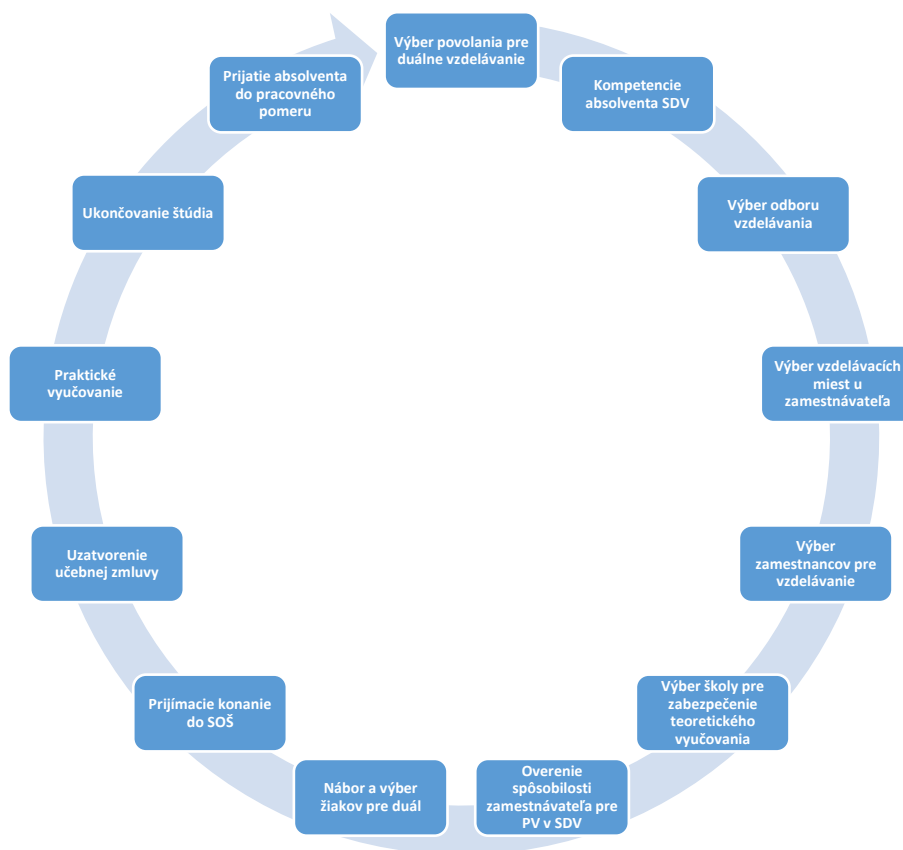 Výber povolania pre
duálne vzdelávanie
Kompetencie
absolventa SDV
Výber odboru
vzdelávania
Výber vzdelávacích
miest u
zamestnávateľa
Výber
zamestnancov pre
vzdelávanie
Výber školy pre
zabezpečenie
teoretického
vyučovania
Overenie
spôsobilosti
zamestnávateľa pre
PV v SDV
Nábor a výber
žiakov pre duál
Prijímacie konanie
do SOŠ
Uzatvorenie
učebnej zmluvy
Praktické
vyučovanie
Ukončovanie štúdia
Prijatie absolventa
do pracovného
pomeru